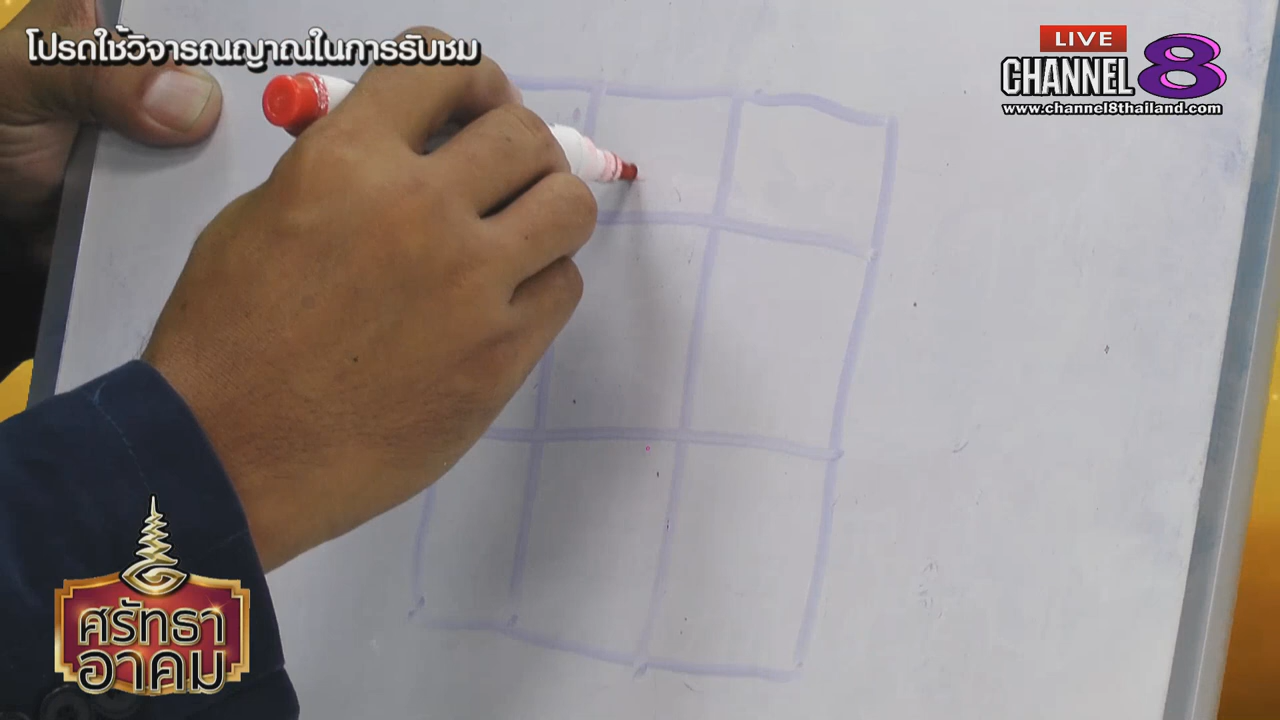 โปรดใช้วิจารณญาณในการรับชม
LIVE
CHANNEL 8
www.channel8thailand.com
ศรัทธา
อาคม